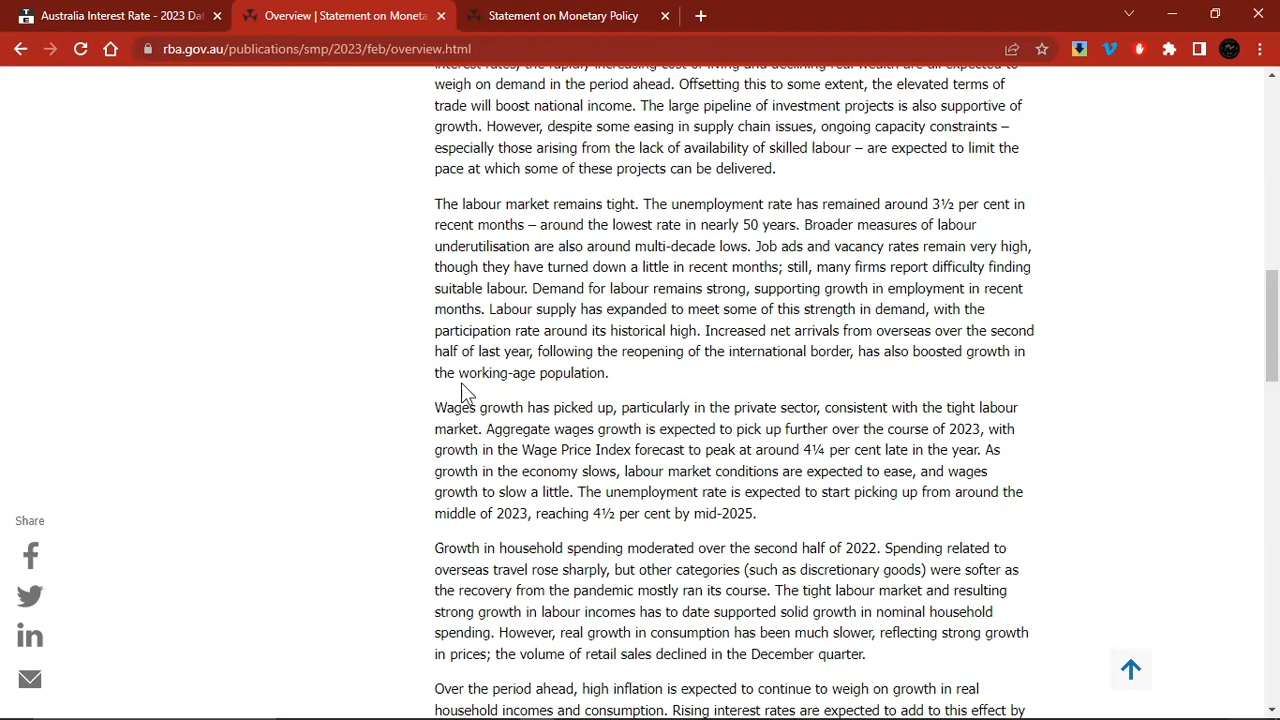 Australia Interest Rate - 2023 Dat
Overview | Statement on Moneta
Statement on Monetary Policy
rba.gov.au/publications/smp/2023/feb/overview.html
interest rates, the rapidly increasing cost of living and declining real wealth are all expected to
weigh on demand in the period ahead. Offsetting this to some extent, the elevated terms of
trade will boost national income. The large pipeline of investment projects is also supportive of
growth. However, despite some easing in supply chain issues, ongoing capacity constraints –
especially those arising from the lack of availability of skilled labour – are expected to limit the
pace at which some of these projects can be delivered.
The labour market remains tight. The unemployment rate has remained around 3½ per cent in
recent months – around the lowest rate in nearly 50 years. Broader measures of labour
underutilisation are also around multi-decade lows. Job ads and vacancy rates remain very high,
though they have turned down a little in recent months; still, many firms report difficulty finding
suitable labour. Demand for labour remains strong, supporting growth in employment in recent
months. Labour supply has expanded to meet some of this strength in demand, with the
participation rate around its historical high. Increased net arrivals from overseas over the second
half of last year, following the reopening of the international border, has also boosted growth in
the working-age population.
Wages growth has picked up, particularly in the private sector, consistent with the tight labour
market. Aggregate wages growth is expected to pick up further over the course of 2023, with
growth in the Wage Price Index forecast to peak at around 4¼ per cent late in the year. As
growth in the economy slows, labour market conditions are expected to ease, and wages
growth to slow a little. The unemployment rate is expected to start picking up from around the
middle of 2023, reaching 4½ per cent by mid-2025.
Share
Growth in household spending moderated over the second half of 2022. Spending related to
overseas travel rose sharply, but other categories (such as discretionary goods) were softer as
the recovery from the pandemic mostly ran its course. The tight labour market and resulting
strong growth in labour incomes has to date supported solid growth in nominal household
spending. However, real growth in consumption has been much slower, reflecting strong growth
in prices; the volume of retail sales declined in the December quarter.
Over the period ahead, high inflation is expected to continue to weigh on growth in real
household incomes and consumption. Rising interest rates are expected to add to this effect by